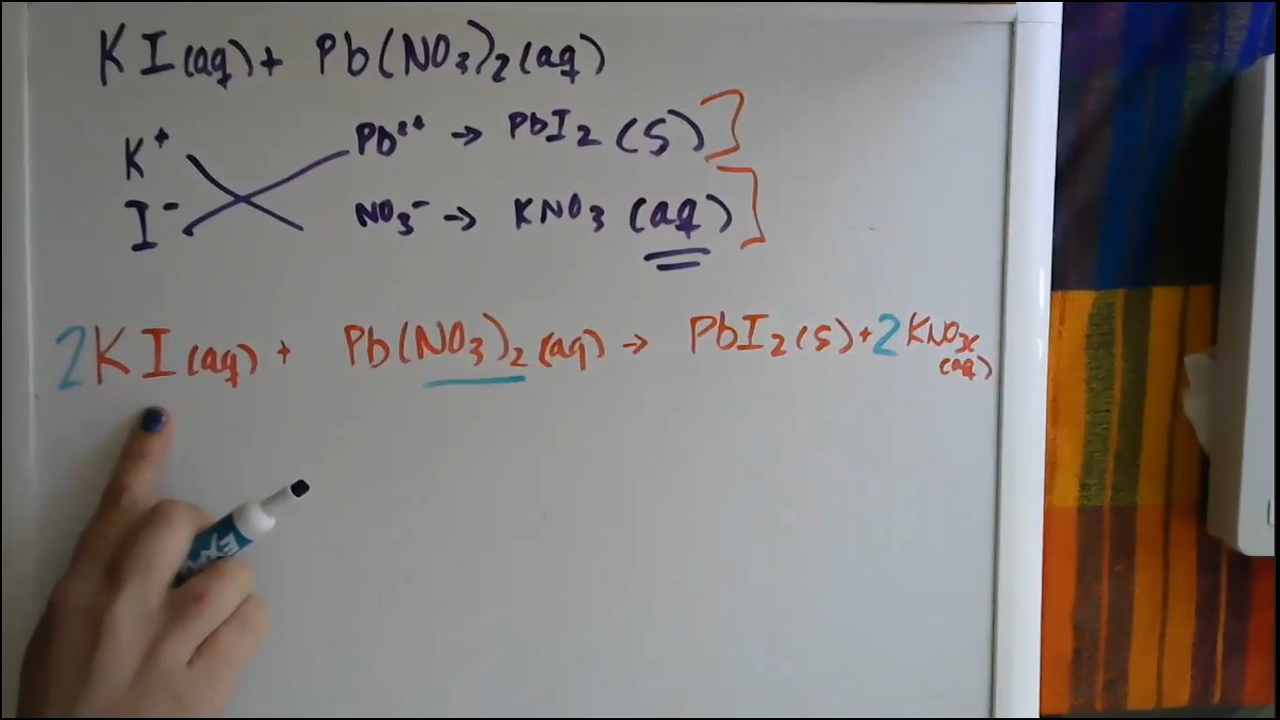 KI(aq) + Pb(NO3)2(aq)
K+ Pb2+ → PbI2(s)
I- NO3- → KNO3(aq)
2KI(aq) + Pb(NO3)2(aq) → PbI2(s) + 2KNO3(aq)